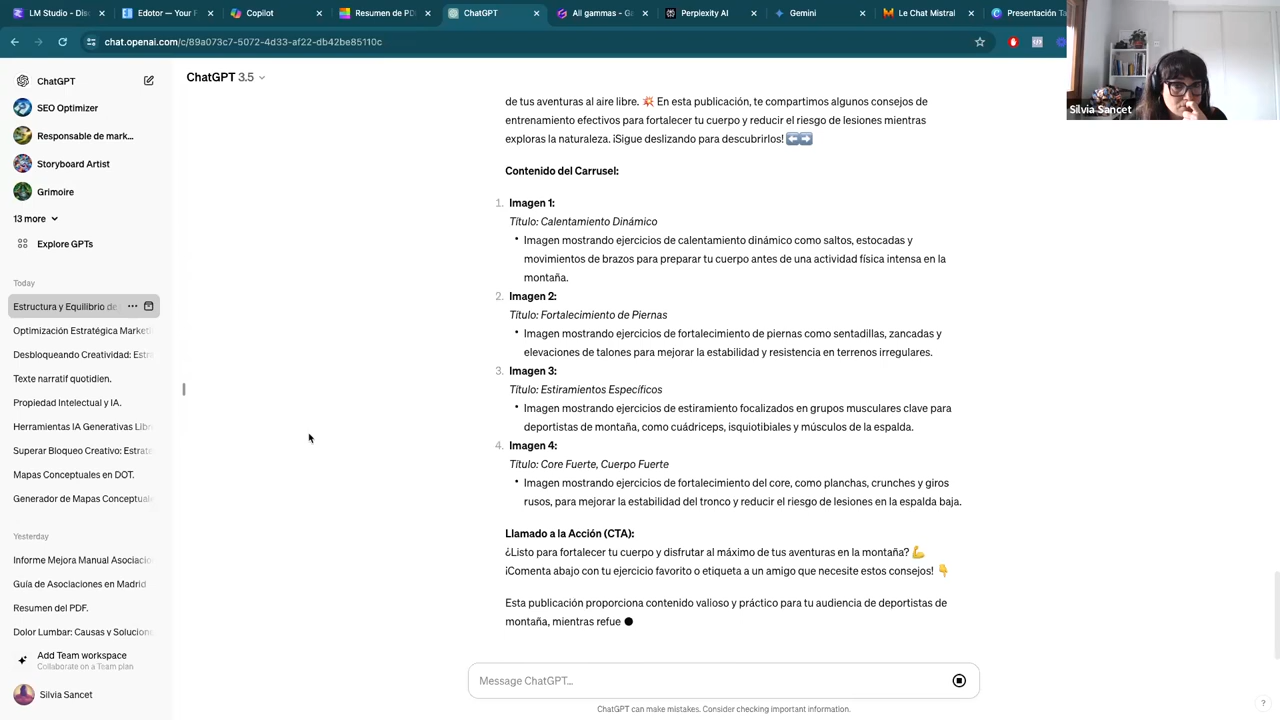 LM Studio - Disc
Editor — Your F
Copilot
Resumen de PD
ChatGPT
All gammas - Ga
Perplexity AI
Gemini
Le Chat Mistral
Presentación Ta
chat.openai.com/c/89a073c7-5072-4d33-af22-db42be85110c
Silvia Sancet
ChatGPT
SEO Optimizer
Responsable de mark...
Storyboard Artist
Grimoire
13 more
Explore GPTs
Today
Estructura y Equilibrio de
Optimización Estratégica Marketi
Desbloqueando Creatividad: Estra
Texte narratif quotidien.
Propiedad Intelectual y IA.
Herramientas IA Generativas Libr
Superar Bloqueo Creativo: Estrate
Mapas Conceptuales en DOT.
Generador de Mapas Conceptuale
Yesterday
Informe Mejora Manual Asociacio
Guía de Asociaciones en Madrid
Resumen del PDF.
Dolor Lumbar: Causas y Solucione
Add Team workspace
Collaborate on a Team plan
Silvia Sancet
ChatGPT 3.5
de tus aventuras al aire libre. 💥 En esta publicación, te compartimos algunos consejos de
entrenamiento efectivos para fortalecer tu cuerpo y reducir el riesgo de lesiones mientras
exploras la naturaleza. ¡Sigue deslizando para descubrirlos! ⬅️➡️
Contenido del Carrusel:
1. Imagen 1:
Título: Calentamiento Dinámico
• Imagen mostrando ejercicios de calentamiento dinámico como saltos, estocadas y
movimientos de brazos para preparar tu cuerpo antes de una actividad física intensa en la
montaña.
2. Imagen 2:
Título: Fortalecimiento de Piernas
• Imagen mostrando ejercicios de fortalecimiento de piernas como sentadillas, zancadas y
elevaciones de talones para mejorar la estabilidad y resistencia en terrenos irregulares.
3. Imagen 3:
Título: Estiramientos Específicos
• Imagen mostrando ejercicios de estiramiento focalizados en grupos musculares clave para
deportistas de montaña, como cuádriceps, isquiotibiales y músculos de la espalda.
4. Imagen 4:
Título: Core Fuerte, Cuerpo Fuerte
• Imagen mostrando ejercicios de fortalecimiento del core, como planchas, crunches y giros
rusos, para mejorar la estabilidad del tronco y reducir el riesgo de lesiones en la espalda baja.
Llamado a la Acción (CTA):
¿Listo para fortalecer tu cuerpo y disfrutar al máximo de tus aventuras en la montaña? 💪
¡Comenta abajo con tu ejercicio favorito o etiqueta a un amigo que necesite estos consejos! 👇
Esta publicación proporciona contenido valioso y práctico para tu audiencia de deportistas de
montaña, mientras refue
Message ChatGPT...
ChatGPT can make mistakes. Consider checking important information.
?